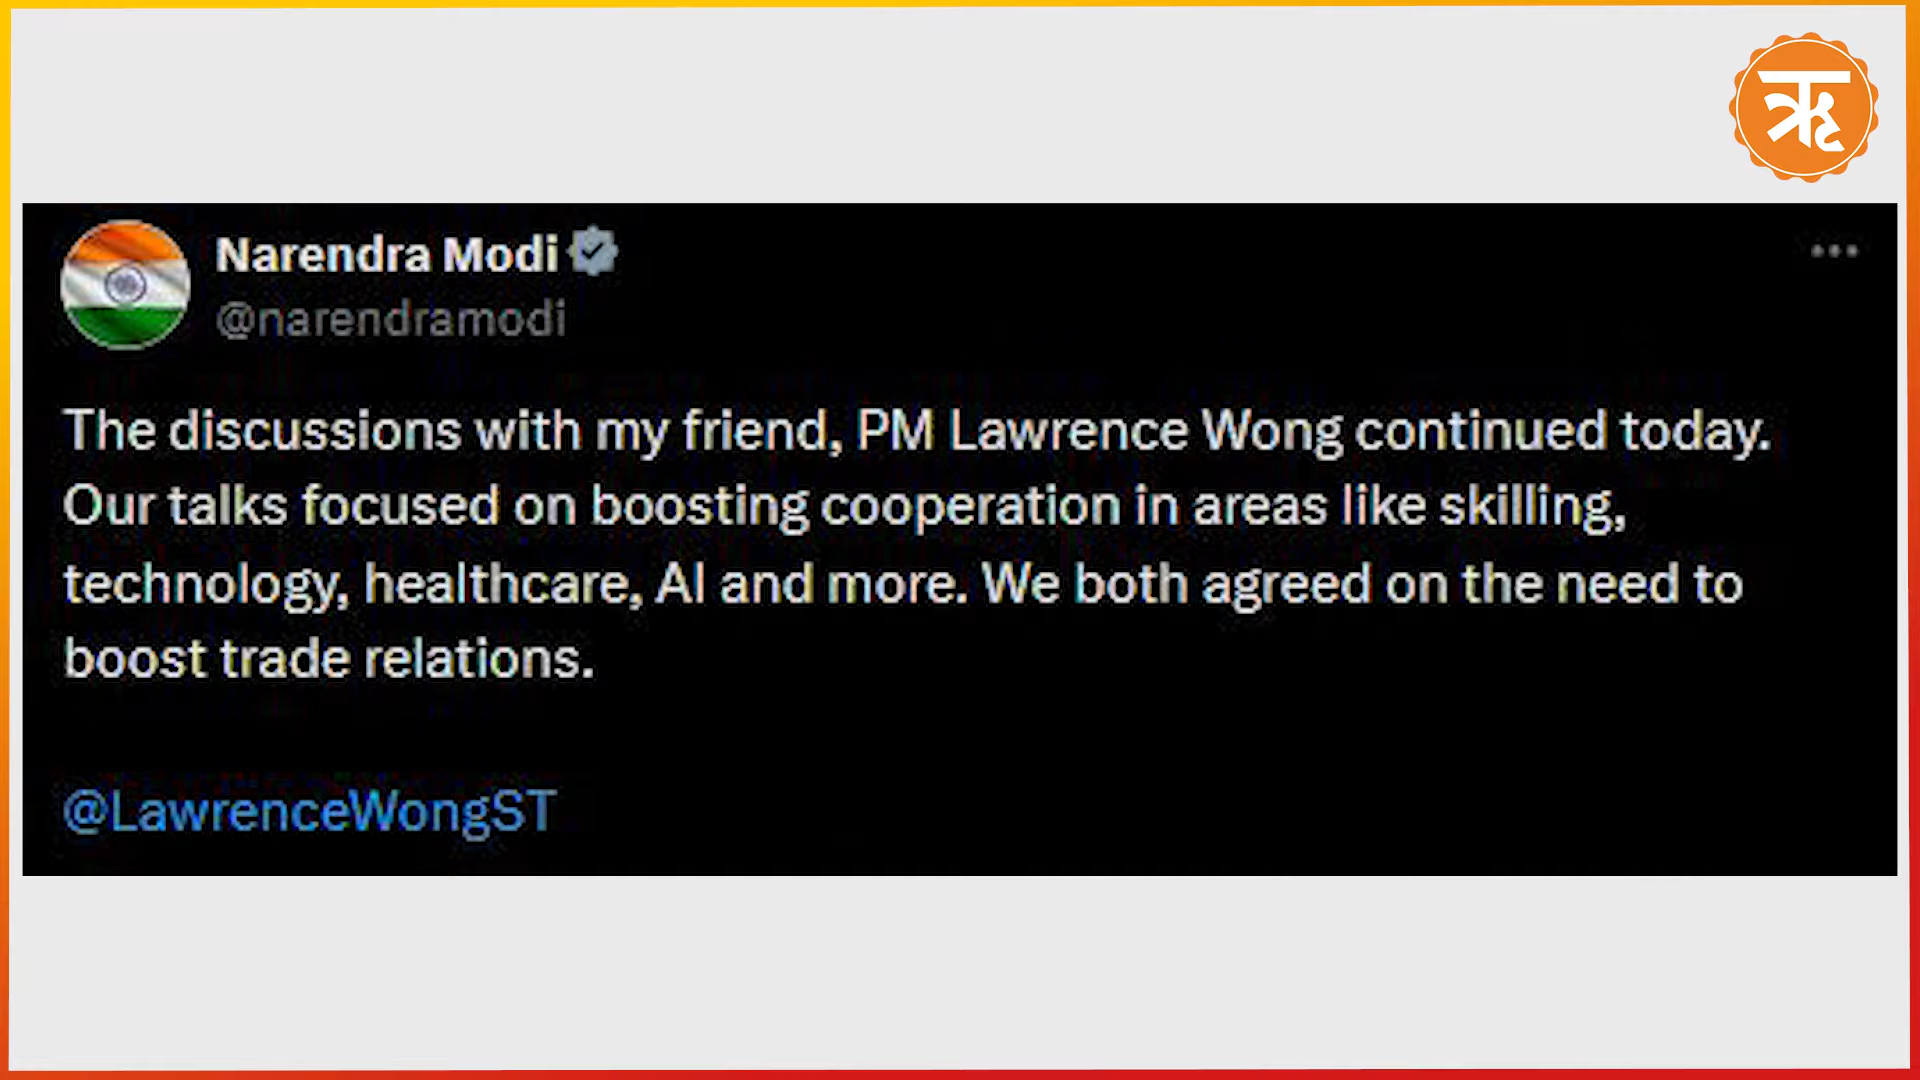 ऋ
Narendra Modi
@narendramodi
The discussions with my friend, PM Lawrence Wong continued today.
Our talks focused on boosting cooperation in areas like skilling,
technology, healthcare, AI and more. We both agreed on the need to
boost trade relations.
@LawrenceWongST